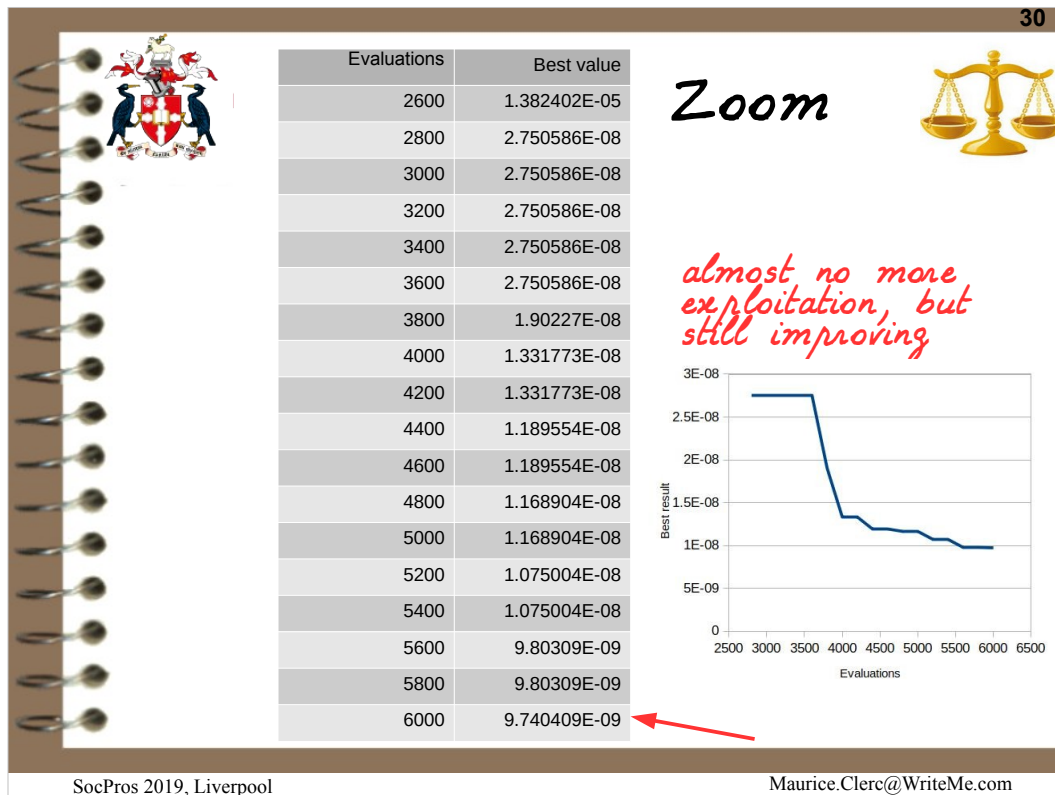 30
Evaluations Best value
2600 1.382402E-05
2800 2.750586E-08
3000 2.750586E-08
3200 2.750586E-08
3400 2.750586E-08
3600 2.750586E-08
3800 1.90227E-08
4000 1.331773E-08
4200 1.331773E-08
4400 1.189554E-08
4600 1.189554E-08
4800 1.168904E-08
5000 1.168904E-08
5200 1.075004E-08
5400 1.075004E-08
5600 9.80309E-09
5800 9.80309E-09
6000 9.740409E-09
Zoom
almost no more
exploitation, but
still improving
3E-08
2.5E-08
2E-08
1.5E-08
1E-08
5E-09
0
Best result
2500 3000 3500 4000 4500 5000 5500 6000 6500
Evaluations
SocPros 2019, Liverpool
Maurice.Clerc@WriteMe.com